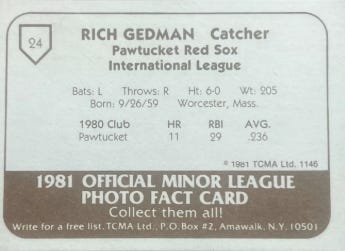 24
RICH GEDMAN Catcher
Pawtucket Red Sox
International League
Bats: L Throws: R Ht: 6-0 Wt: 205
Born: 9/26/59 Worcester, Mass.
1980 Club HR RBI AVG.
Pawtucket 11 29 .236
© 1981 TCMA Ltd. 1146
1981 OFFICIAL MINOR LEAGUE
PHOTO FACT CARD
Collect them all!
Write for a free list. TCMA Ltd., P.O. Box #2, Amawalk, N.Y. 10501